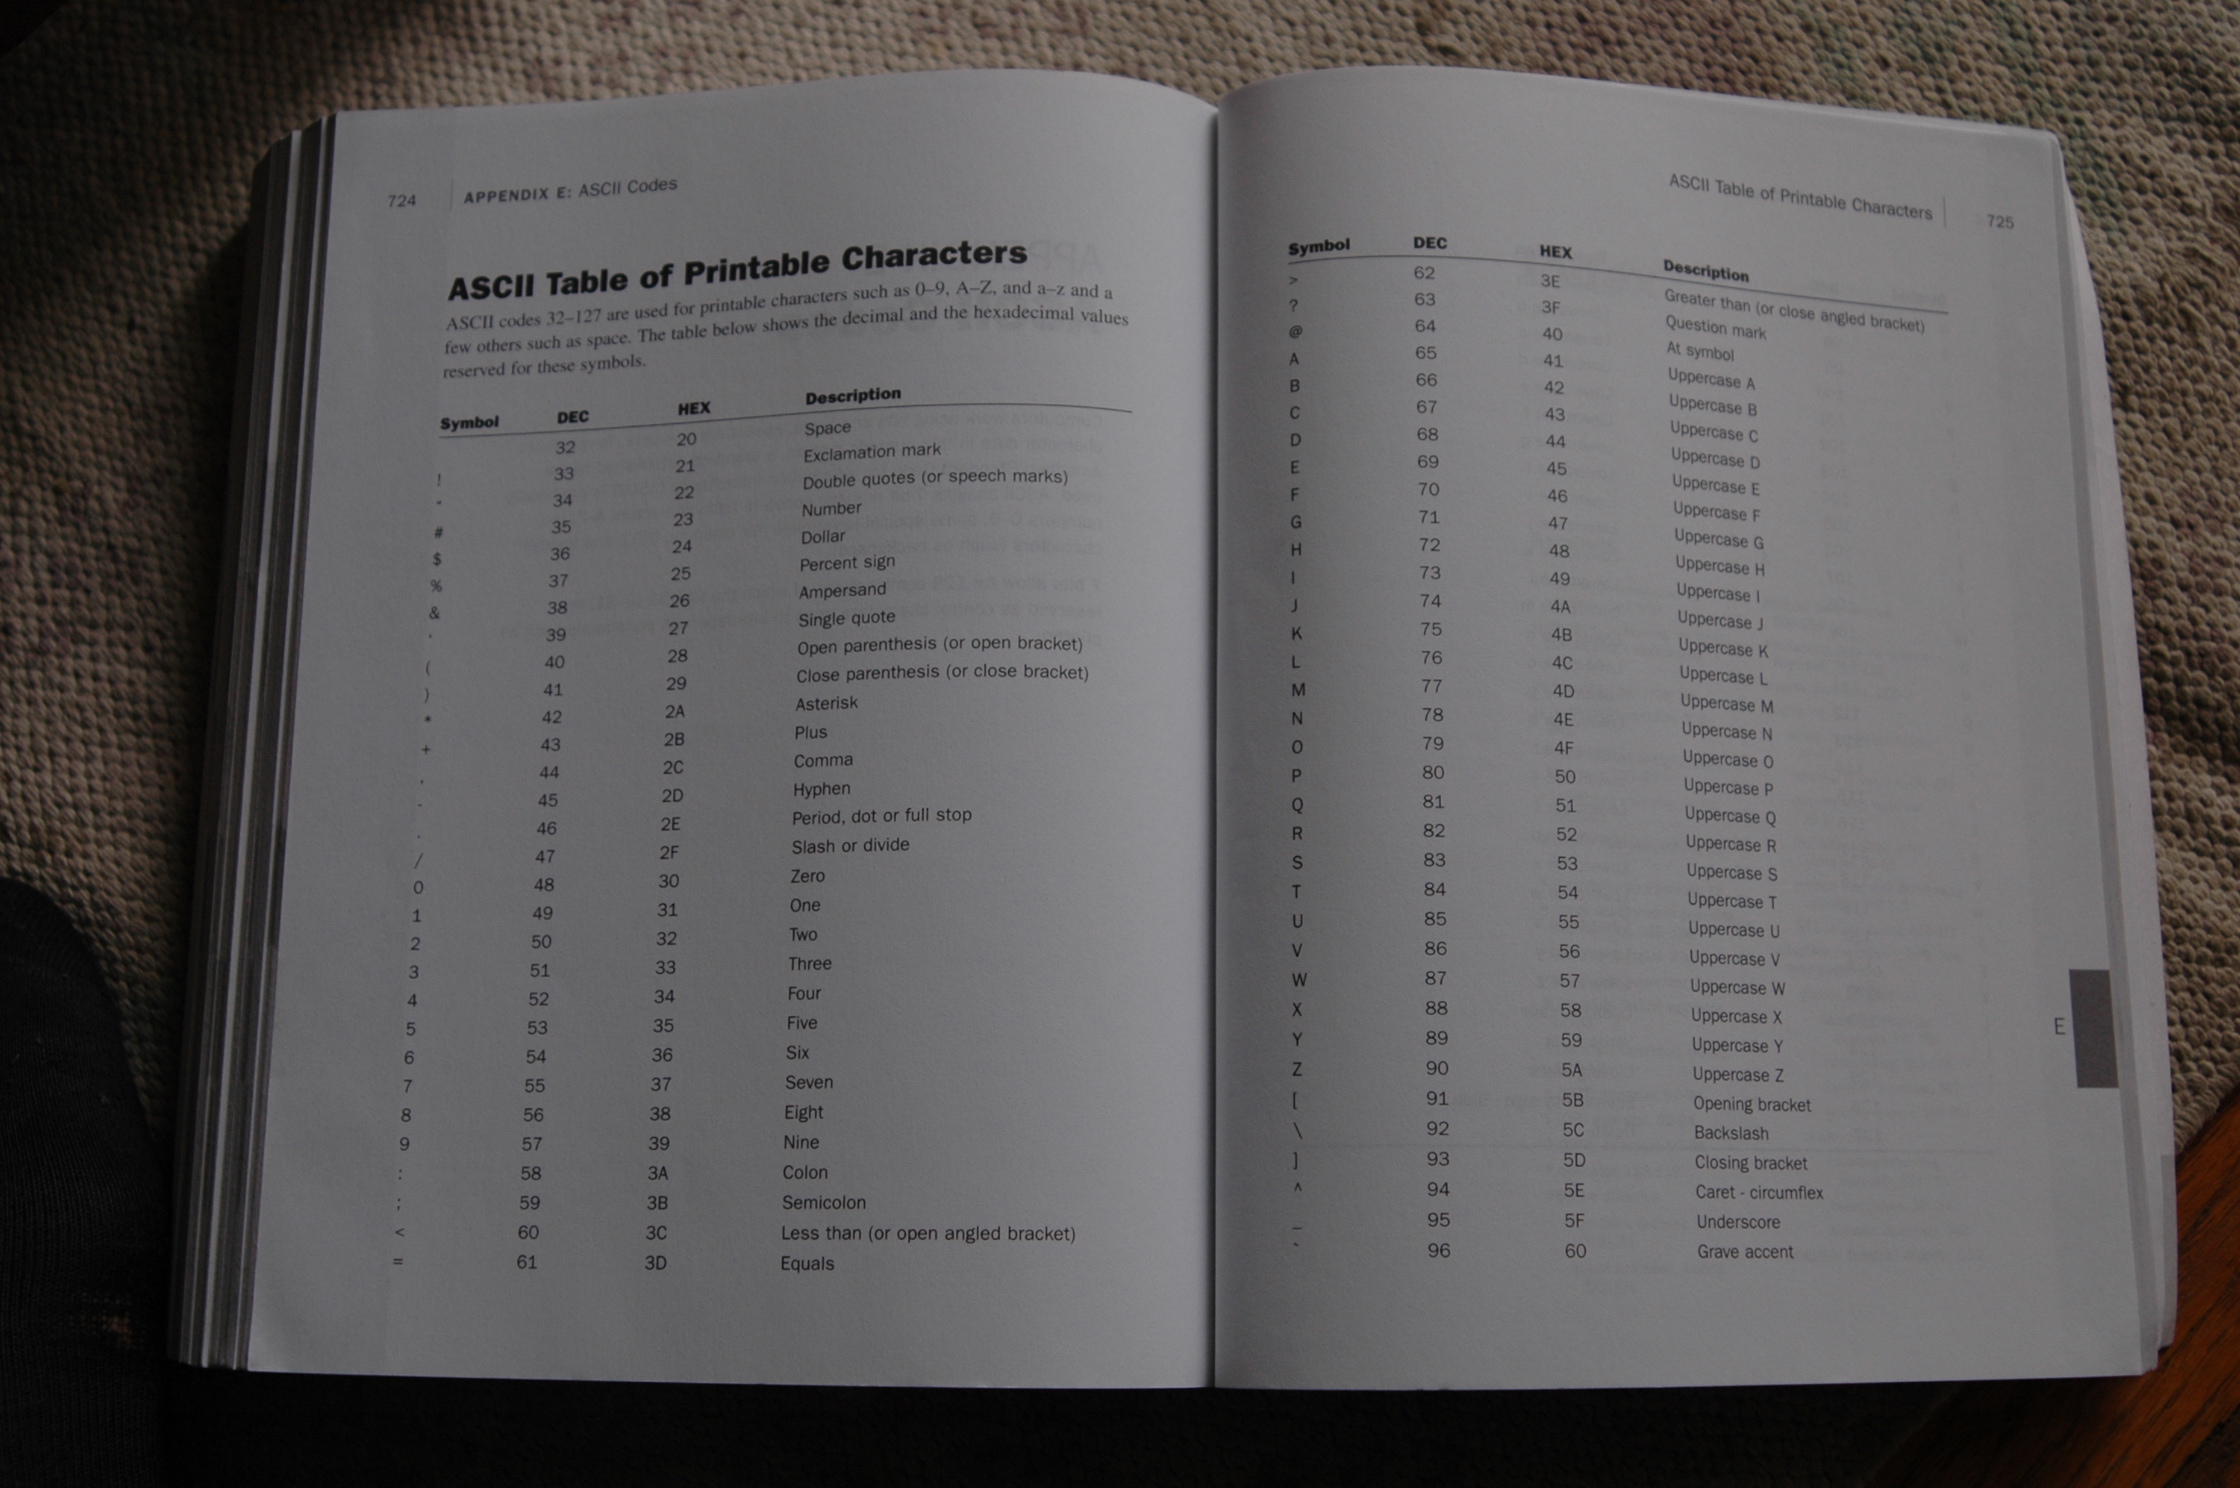 724 | APPENDIX E: ASCII Codes
ASCII Table of Printable Characters
ASCII codes 32–127 are used for printable characters such as 0–9, A–Z, and a–z and a
few others such as space. The table below shows the decimal and the hexadecimal values
reserved for these symbols.
Symbol DEC HEX Description
32 20 Space
! 33 21 Exclamation mark
" 34 22 Double quotes (or speech marks)
# 35 23 Number
$ 36 24 Dollar
% 37 25 Percent sign
& 38 26 Ampersand
' 39 27 Single quote
( 40 28 Open parenthesis (or open bracket)
) 41 29 Close parenthesis (or close bracket)
* 42 2A Asterisk
+ 43 2B Plus
, 44 2C Comma
- 45 2D Hyphen
. 46 2E Period, dot or full stop
/ 47 2F Slash or divide
0 48 30 Zero
1 49 31 One
2 50 32 Two
3 51 33 Three
4 52 34 Four
5 53 35 Five
6 54 36 Six
7 55 37 Seven
8 56 38 Eight
9 57 39 Nine
: 58 3A Colon
; 59 3B Semicolon
< 60 3C Less than (or open angled bracket)
= 61 3D Equals
ASCII Table of Printable Characters | 725
Symbol DEC HEX Description
> 62 3E Greater than (or close angled bracket)
? 63 3F Question mark
@ 64 40 At symbol
A 65 41 Uppercase A
B 66 42 Uppercase B
C 67 43 Uppercase C
D 68 44 Uppercase D
E 69 45 Uppercase E
F 70 46 Uppercase F
G 71 47 Uppercase G
H 72 48 Uppercase H
I 73 49 Uppercase I
J 74 4A Uppercase J
K 75 4B Uppercase K
L 76 4C Uppercase L
M 77 4D Uppercase M
N 78 4E Uppercase N
O 79 4F Uppercase O
P 80 50 Uppercase P
Q 81 51 Uppercase Q
R 82 52 Uppercase R
S 83 53 Uppercase S
T 84 54 Uppercase T
U 85 55 Uppercase U
V 86 56 Uppercase V
W 87 57 Uppercase W
X 88 58 Uppercase X
Y 89 59 Uppercase Y
Z 90 5A Uppercase Z
[ 91 5B Opening bracket
\ 92 5C Backslash
] 93 5D Closing bracket
^ 94 5E Caret - circumflex
_ 95 5F Underscore
` 96 60 Grave accent
E